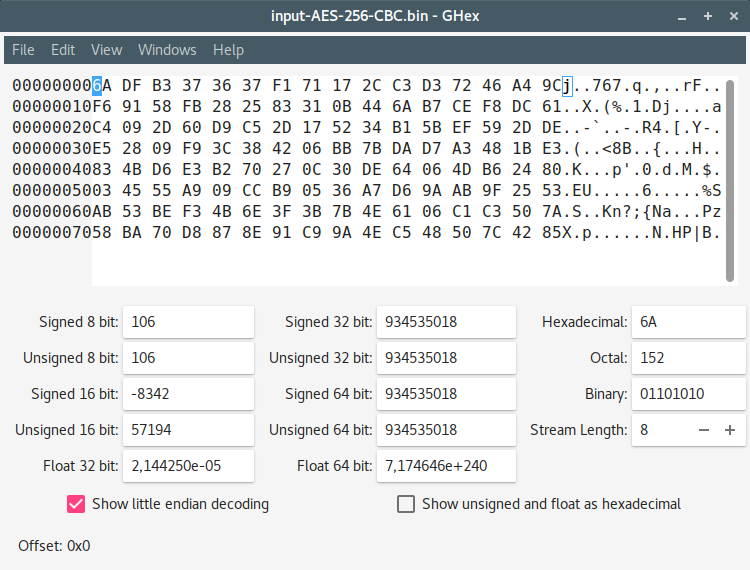 input-AES-256-CBC.bin - GHex
File Edit View Windows Help
000000006A DF B3 37 36 37 F1 71 17 2C C3 D3 72 46 A4 9Cj..767.q.,..rF..
00000010F6 91 58 FB 28 25 83 31 0B 44 6A B7 CE F8 DC 61..X.(%.1.Dj....a
00000020C4 09 2D 60 D9 C5 2D 17 52 34 B1 5B EF 59 2D DE..-`..-.R4.[.Y-.
00000030E5 28 09 F9 3C 38 42 06 BB 7B DA D7 A3 48 1B E3.(..<8B..{...H..
0000004083 4B D6 E3 B2 70 27 0C 30 DE 64 06 4D B6 24 80.K...p'.0.d.M.$.
0000005003 45 55 A9 09 CC B9 05 36 A7 D6 9A AB 9F 25 53.EU.....6.....%S
00000060AB 53 BE F3 4B 6E 3F 3B 7B 4E 61 06 C1 C3 50 7A.S..Kn?;{Na...Pz
0000007058 BA 70 D8 87 8E 91 C9 9A 4E C5 48 50 7C 42 85X.p......N.HP|B.
Signed 8 bit: 106 Signed 32 bit: 934535018 Hexadecimal: 6A
Unsigned 8 bit: 106 Unsigned 32 bit: 934535018 Octal: 152
Signed 16 bit: -8342 Signed 64 bit: 934535018 Binary: 01101010
Unsigned 16 bit: 57194 Unsigned 64 bit: 934535018 Stream Length: 8
Float 32 bit: 2,144250e-05 Float 64 bit: 7,174646e+240
Show little endian decoding Show unsigned and float as hexadecimal
Offset: 0x0